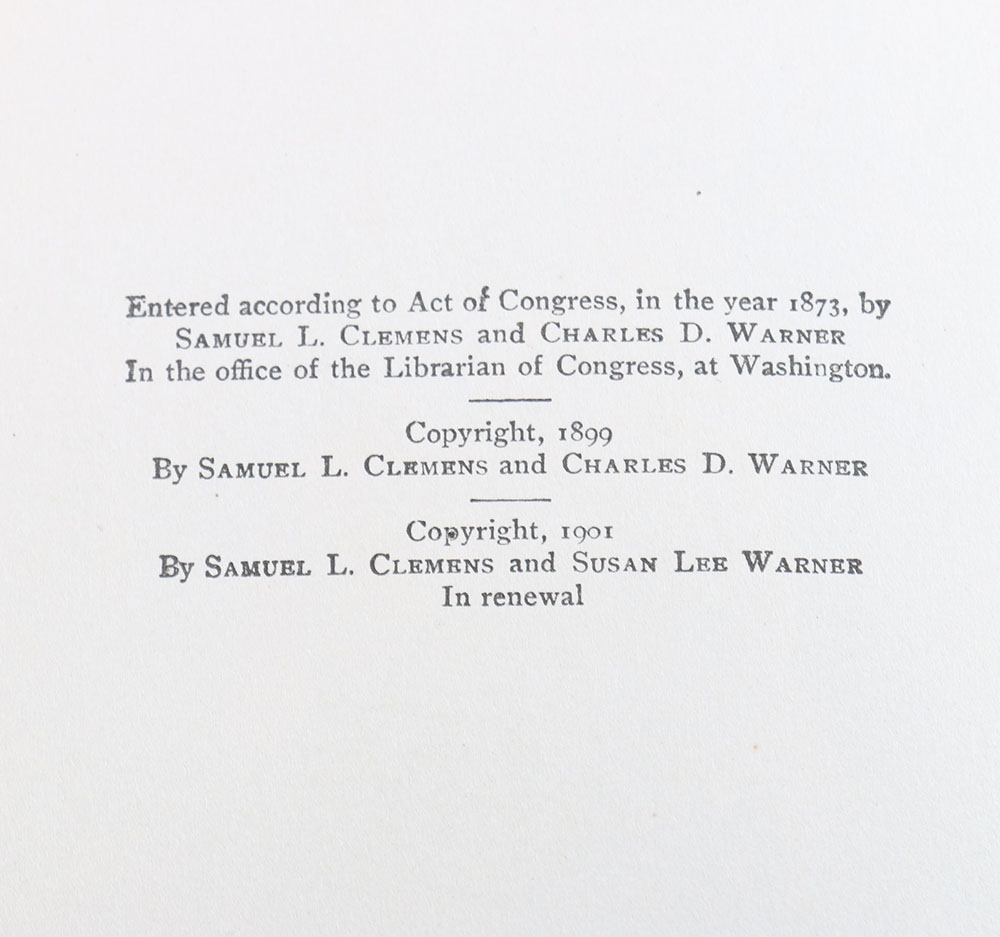 Entered according to Act of Congress, in the year 1873, by
SAMUEL L. CLEMENS and CHARLES D. WARNER
In the office of the Librarian of Congress, at Washington.
Copyright, 1899
By SAMUEL L. CLEMENS and CHARLES D. WARNER
Copyright, 1901
By SAMUEL L. CLEMENS and SUSAN LEE WARNER
In renewal